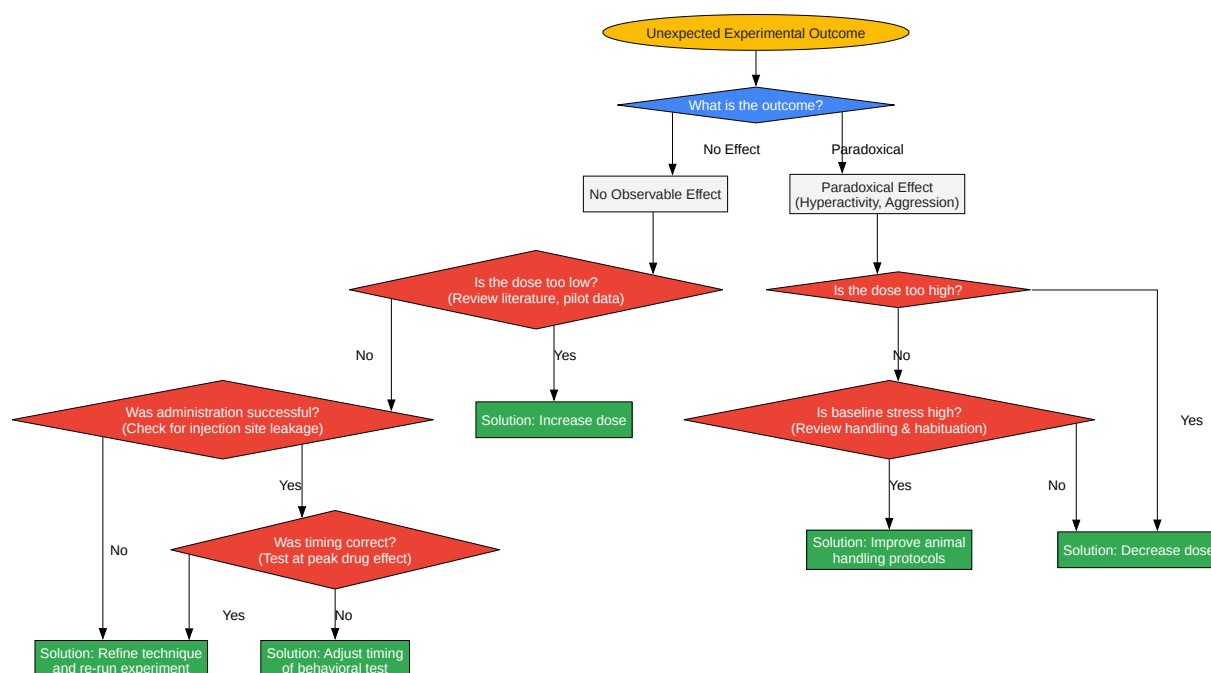 Unexpected Experimental Outcome
What is the outcome?
No Effect
Paradoxical
No Observable Effect
Paradoxical Effect
(Hyperactivity, Aggression)
Is the dose too low?
(Review literature, pilot data)
Is the dose too high?
No
Yes
No
Yes
Was administration successful?
(Check for injection site leakage)
Solution: Increase dose
Is baseline stress high?
(Review handling & habituation)
Yes
Yes
No
No
Was timing correct?
(Test at peak drug effect)
Solution: Improve animal
handling protocols
Solution: Decrease dose
Yes
No
Solution: Refine technique
and re-run experiment
Solution: Adjust timing
of behavioral test